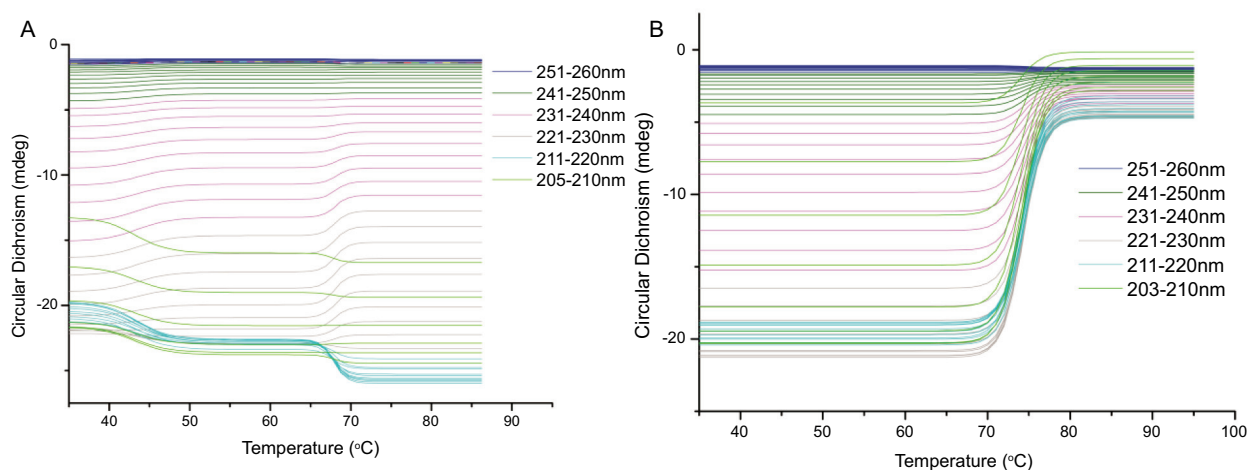 A
0
-10
-20
40
50
60
70
80
90
Temperature (°C)
Circular Dichroism (mdeg)
251-260nm
241-250nm
231-240nm
221-230nm
211-220nm
205-210nm
B
0
-10
-20
40
50
60
70
80
90
100
Temperature (°C)
Circular Dichroism (mdeg)
251-260nm
241-250nm
231-240nm
221-230nm
211-220nm
203-210nm